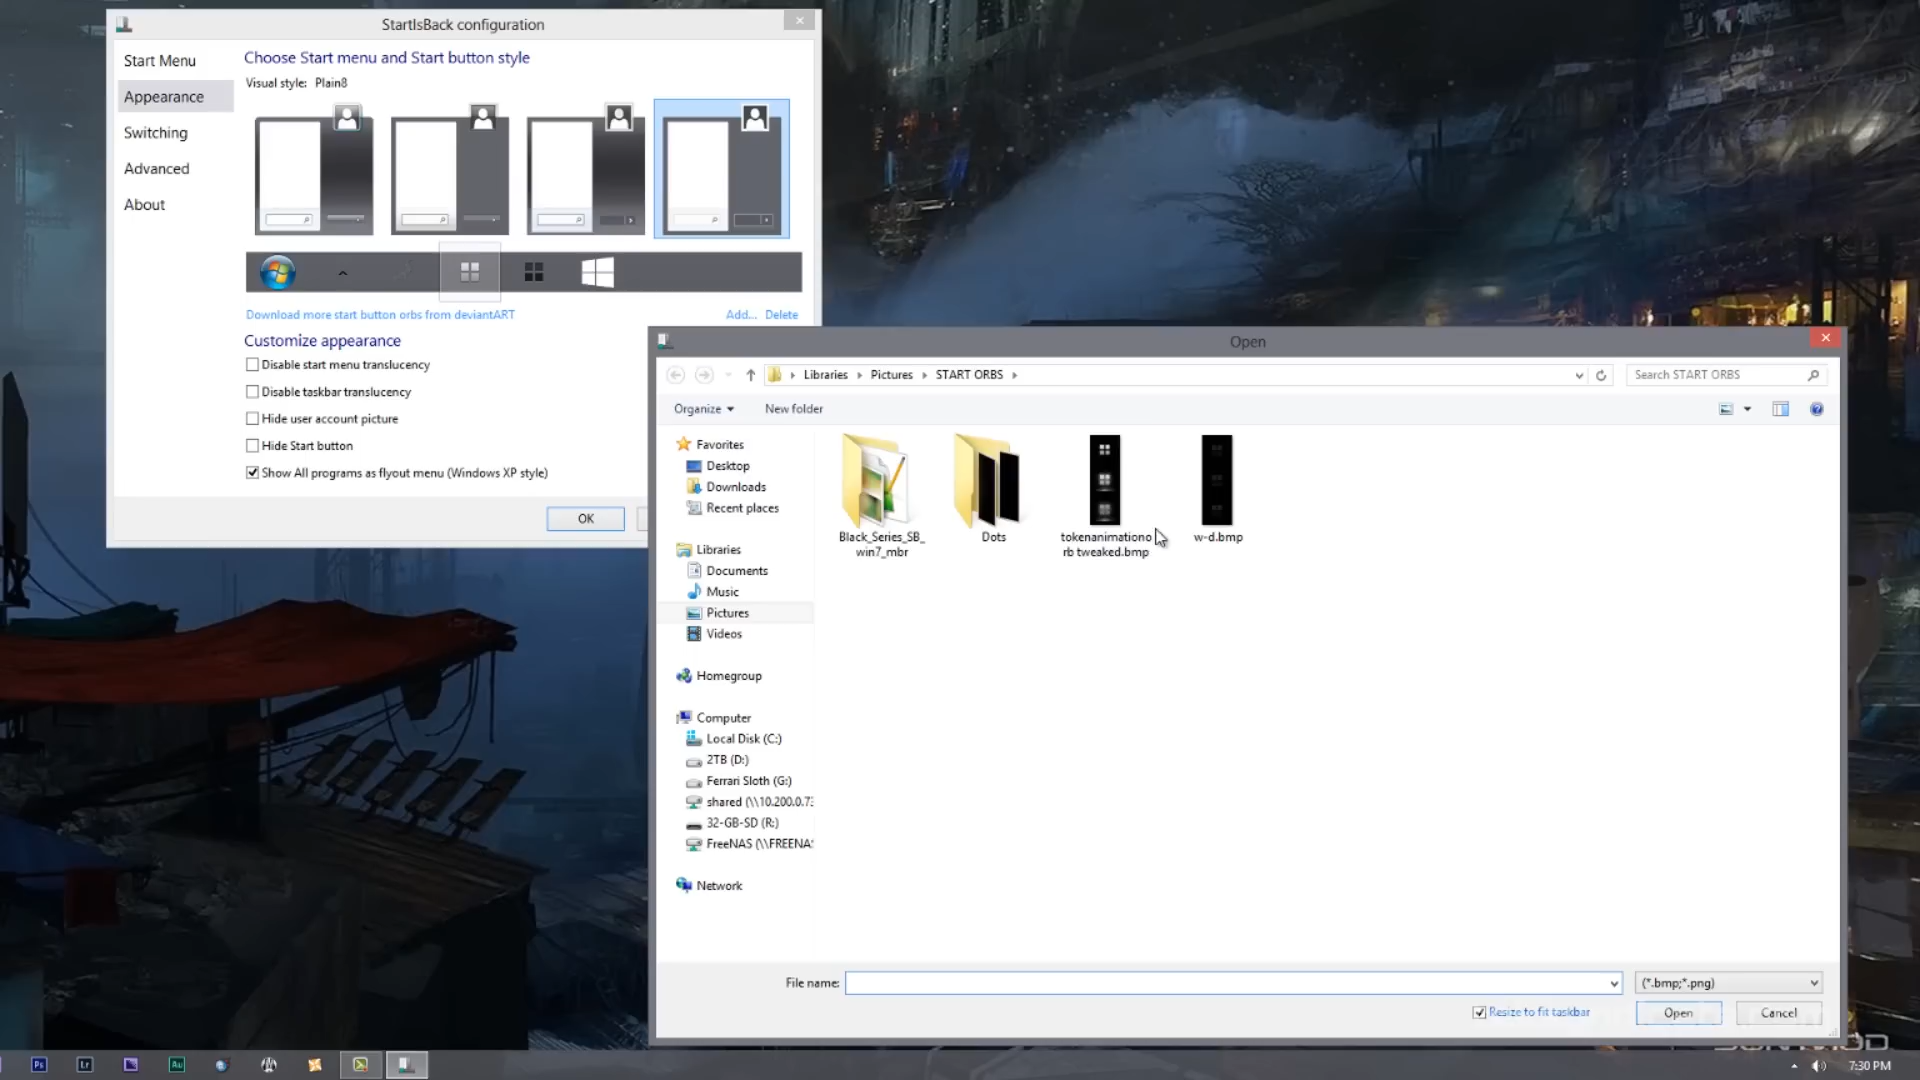 StartIsBack configuration
Start Menu
Appearance
Switching
Advanced
About
Choose Start menu and Start button style
Visual style: Plain8
Download more start button orbs from deviantART
Add... Delete
Customize appearance
Disable start menu translucency
Disable taskbar translucency
Hide user account picture
Hide Start button
Show All programs as flyout menu (Windows XP style)
OK
Open
Libraries Pictures START ORBS
Search START ORBS
Organize New folder
Favorites
Desktop
Downloads
Recent places
Libraries
Documents
Music
Pictures
Videos
Homegroup
Computer
Local Disk (C:)
2TB (D:)
Ferrari Sloth (G:)
shared (\\10.200.0.73
32-GB-SD (R:)
FreeNAS (\\FREENAS
Network
Black_Series_SB_
win7_mbr
Dots
tokenanimationo
rb tweaked.bmp
w-d.bmp
File name:
(*.bmp;*.png)
Resize to fit taskbar
Open Cancel
Ps Lr Au
7:30 PM